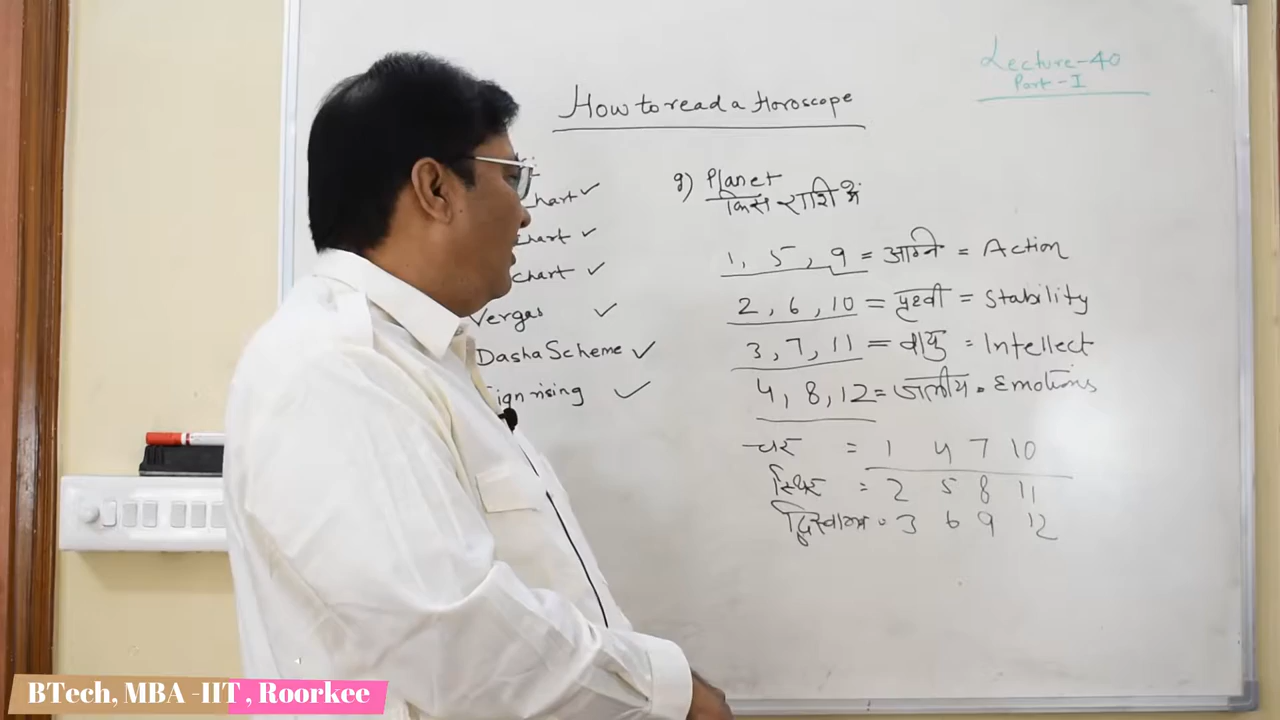 Lecture-40
Part-I
How to read a Horoscope
chart ✓
chart ✓
chart ✓
Vergas ✓
Dasha Scheme ✓
Sign rising ✓
g) Planet
किस राशि में
1, 5, 9 = अग्नि = Action
2, 6, 10 = पृथ्वी = Stability
3, 7, 11 = वायु = Intellect
4, 8, 12 = जलीय = Emotions
चर = 1 4 7 10
स्थिर = 2 5 8 11
द्विस्वभाव = 3 6 9 12
BTech, MBA -IIT , Roorkee